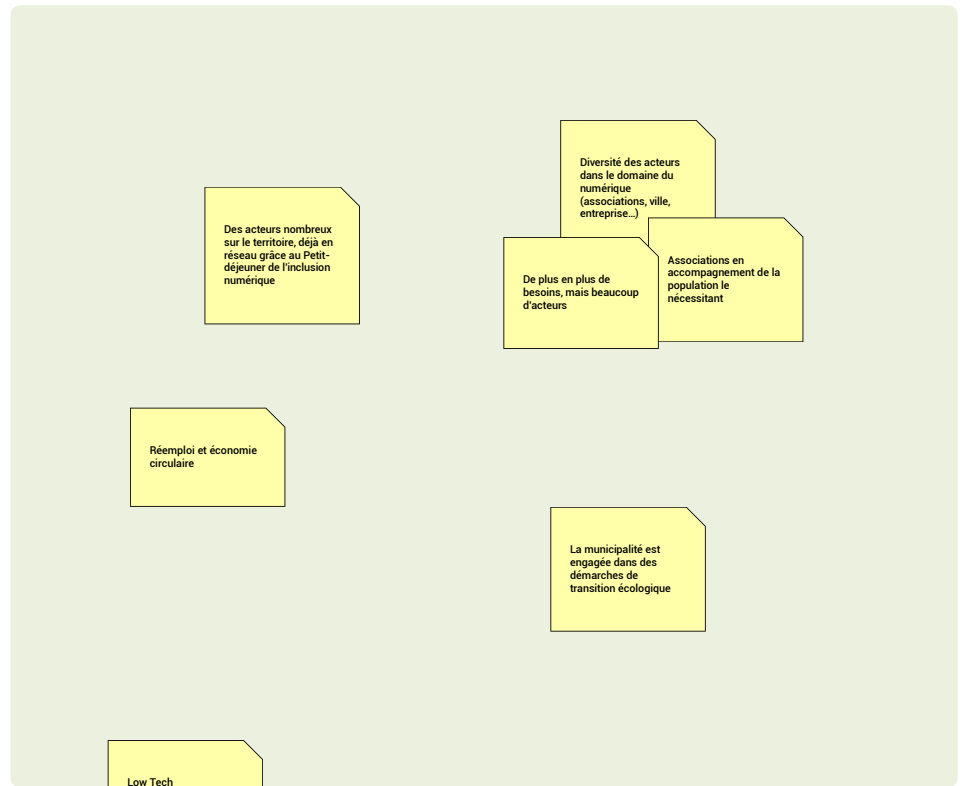 Diversité des acteurs
dans le domaine du
numérique
(associations, ville,
entreprise...)
Des acteurs nombreux
sur le territoire, déjà en
réseau grâce au Petit-
déjeuner de l'inclusion
numérique
Associations en
accompagnement de la
population le
nécessitant
De plus en plus de
besoins, mais beaucoup
d'acteurs
Réemploi et économie
circulaire
La municipalité est
engagée dans des
démarches de
transition écologique
Low Tech